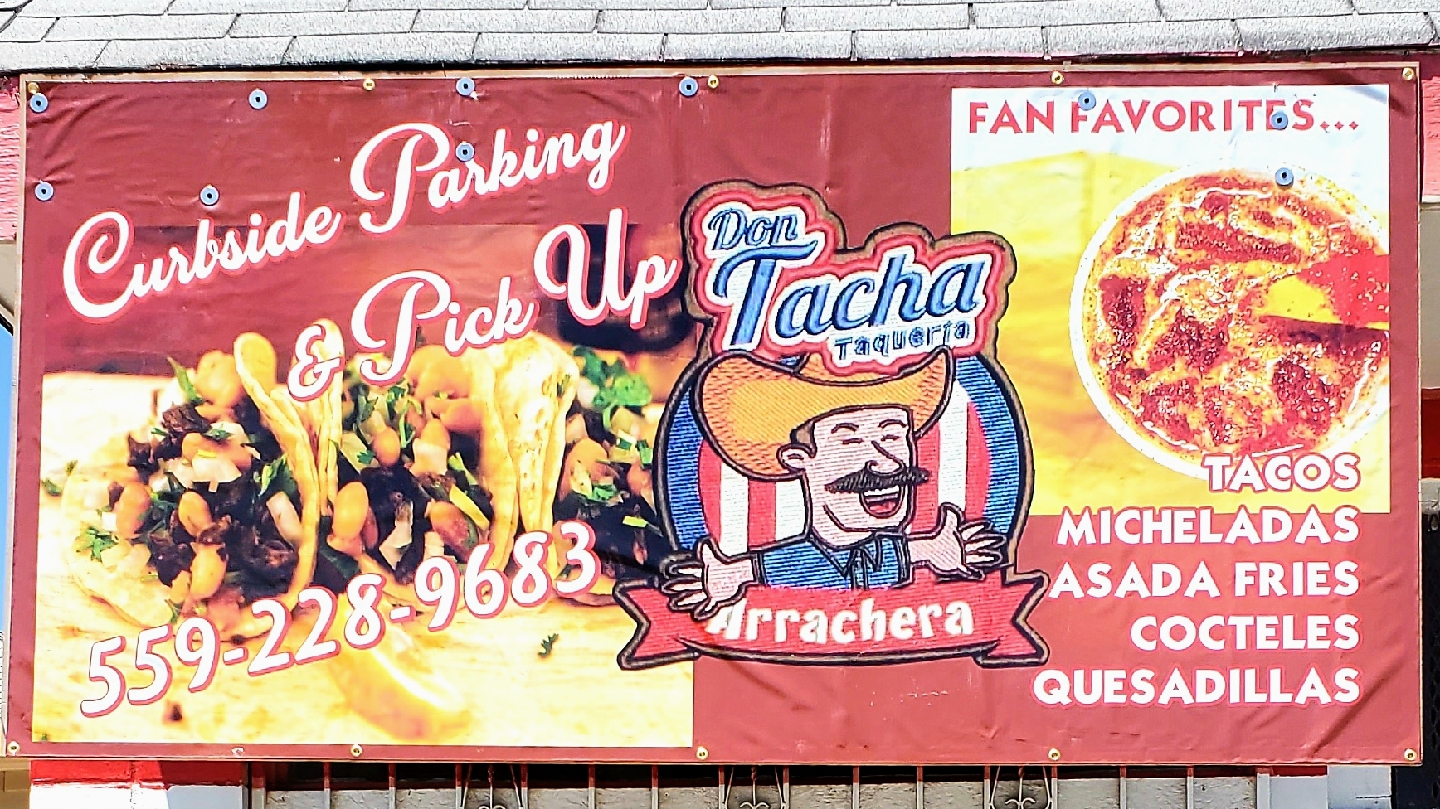 Curbside Parking
& Pick Up
559-228-9683
Don
Tacha
Taqueria
Arrachera
FAN FAVORITES...
TACOS
MICHELADAS
ASADA FRIES
COCTELES
QUESADILLAS